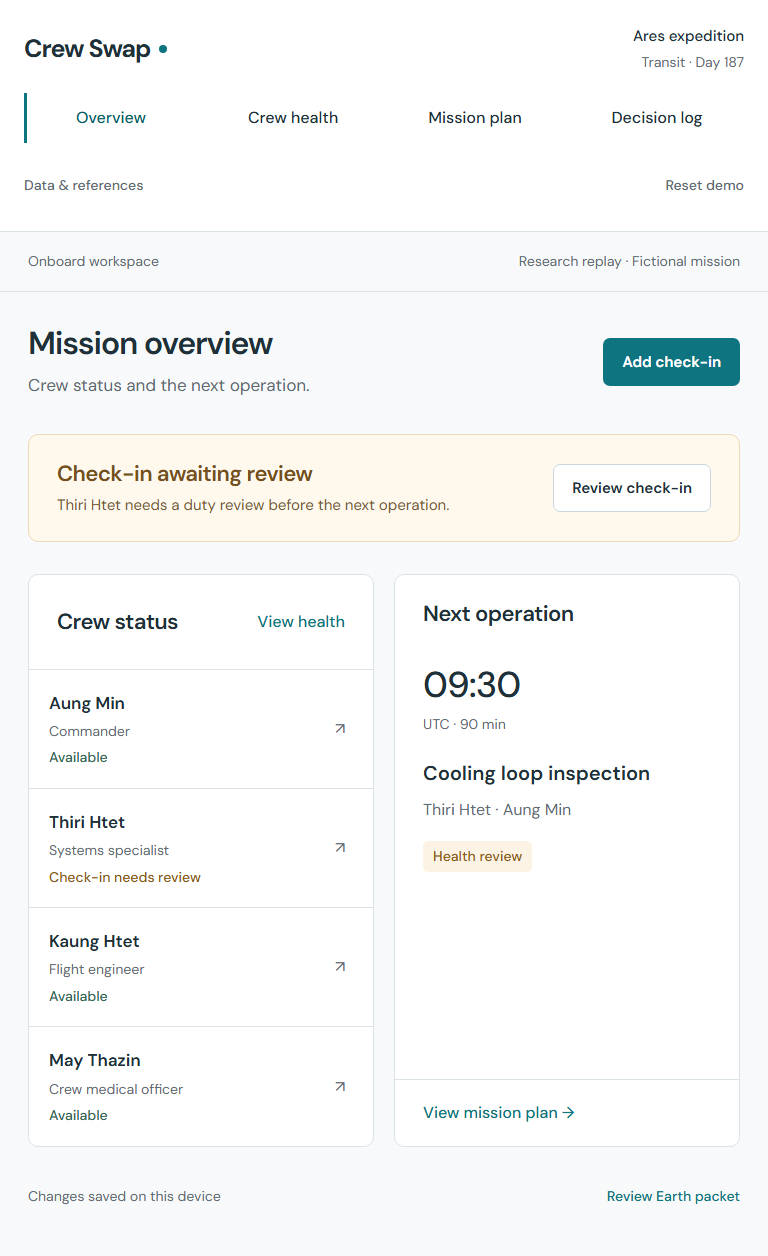 Crew Swap
Ares expedition
Transit · Day 187
Overview
Crew health
Mission plan
Decision log
Data & references
Reset demo
Onboard workspace
Research replay · Fictional mission
Mission overview
Crew status and the next operation.
Add check-in
Check-in awaiting review
Thiri Htet needs a duty review before the next operation.
Review check-in
Crew status
View health
Aung Min
Commander
Available
Thiri Htet
Systems specialist
Check-in needs review
Kaung Htet
Flight engineer
Available
May Thazin
Crew medical officer
Available
Next operation
09:30
UTC · 90 min
Cooling loop inspection
Thiri Htet · Aung Min
Health review
View mission plan →
Changes saved on this device
Review Earth packet